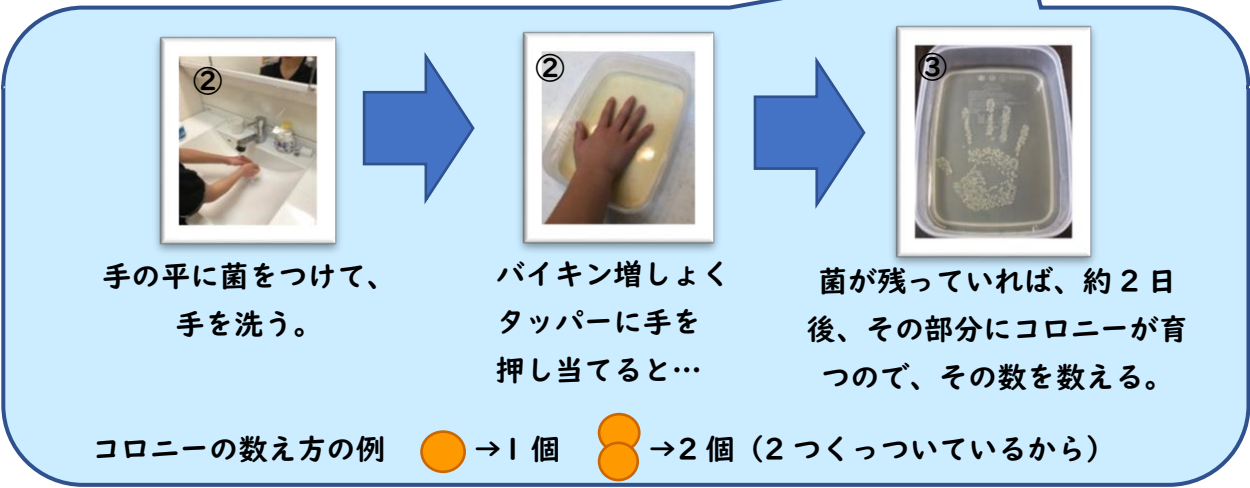 ②
手の平に菌をつけて、
手を洗う。
②
バイキン増しょく
タッパーに手を
押し当てると…
③
菌が残っていれば、約2日
後、その部分にコロニーが育
つので、その数を数える。
コロニーの数え方の例 →1個 →2個（2つくっついているから）